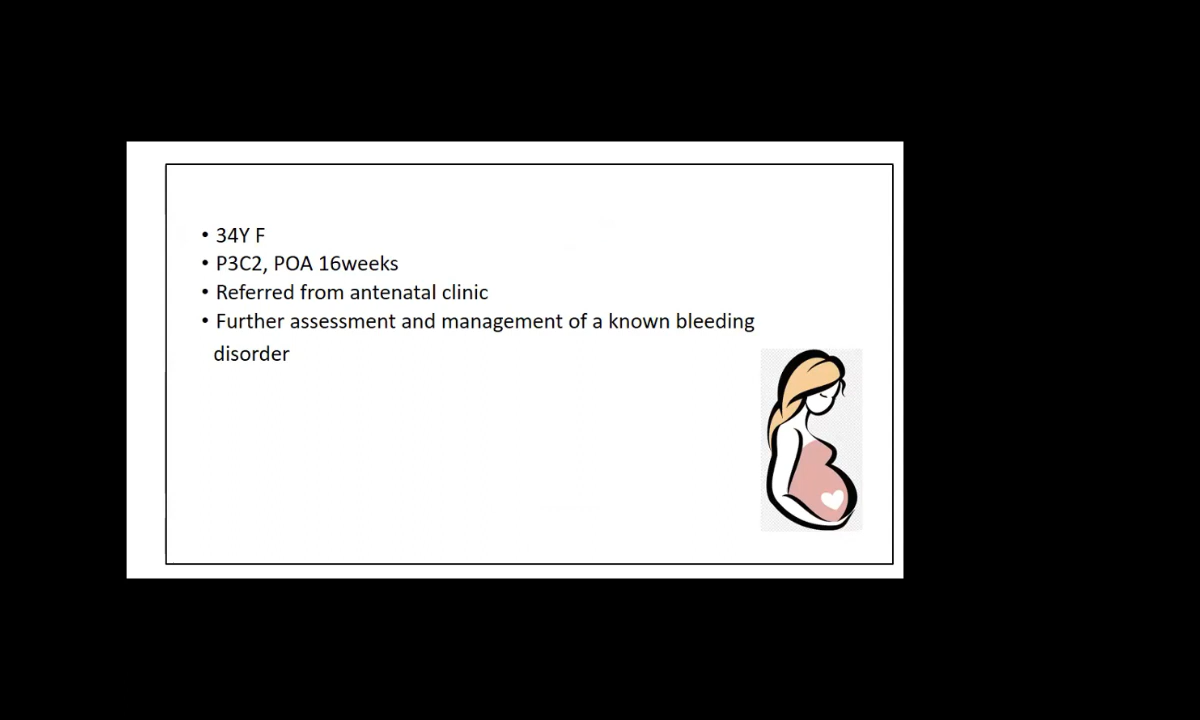 • 34Y F
• P3C2, POA 16weeks
• Referred from antenatal clinic
• Further assessment and management of a known bleeding
disorder